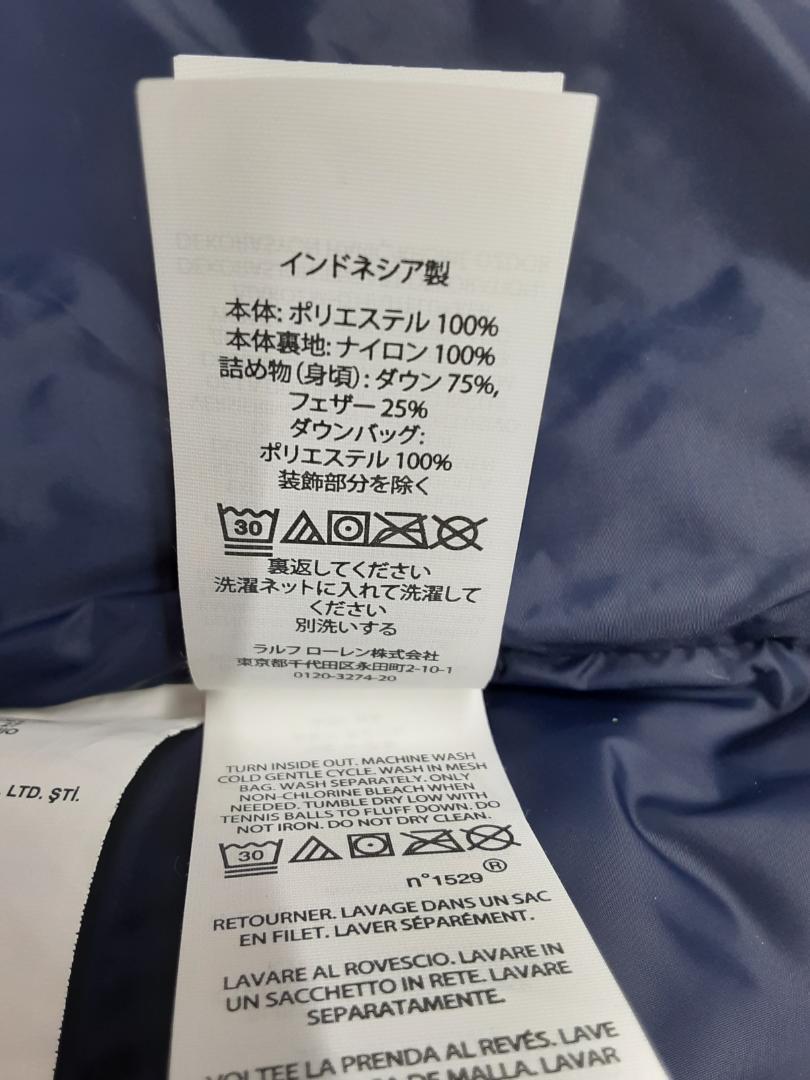 インドネシア製
本体: ポリエステル 100%
本体裏地: ナイロン 100%
詰め物 (身頃) : ダウン 75%,
フェザー 25%
ダウンバッグ:
ポリエステル 100%
装飾部分を除く
30
裏返してください
洗濯ネットに入れて洗濯して
ください
別洗いする
ラルフ ローレン株式会社
東京都千代田区永田町2-10-1
0120-3274-20
TURN INSIDE OUT. MACHINE WASH
COLD GENTLE CYCLE. WASH IN MESH
BAG. WASH SEPARATELY. ONLY
NON-CHLORINE BLEACH WHEN
NEEDED. TUMBLE DRY LOW WITH
TENNIS BALLS TO FLUFF DOWN. DO
NOT IRON. DO NOT DRY CLEAN.
30
n°1529®
RETOURNER. LAVAGE DANS UN SAC
EN FILET. LAVER SÉPARÉMENT.
LAVARE AL ROVESCIO. LAVARE IN
UN SACCHETTO IN RETE. LAVARE
SEPARATAMENTE.
VOLTEE LA PRENDA AL REVÉS. LAVE
DE MALLA. LAVAR
LTD. ŞTİ.